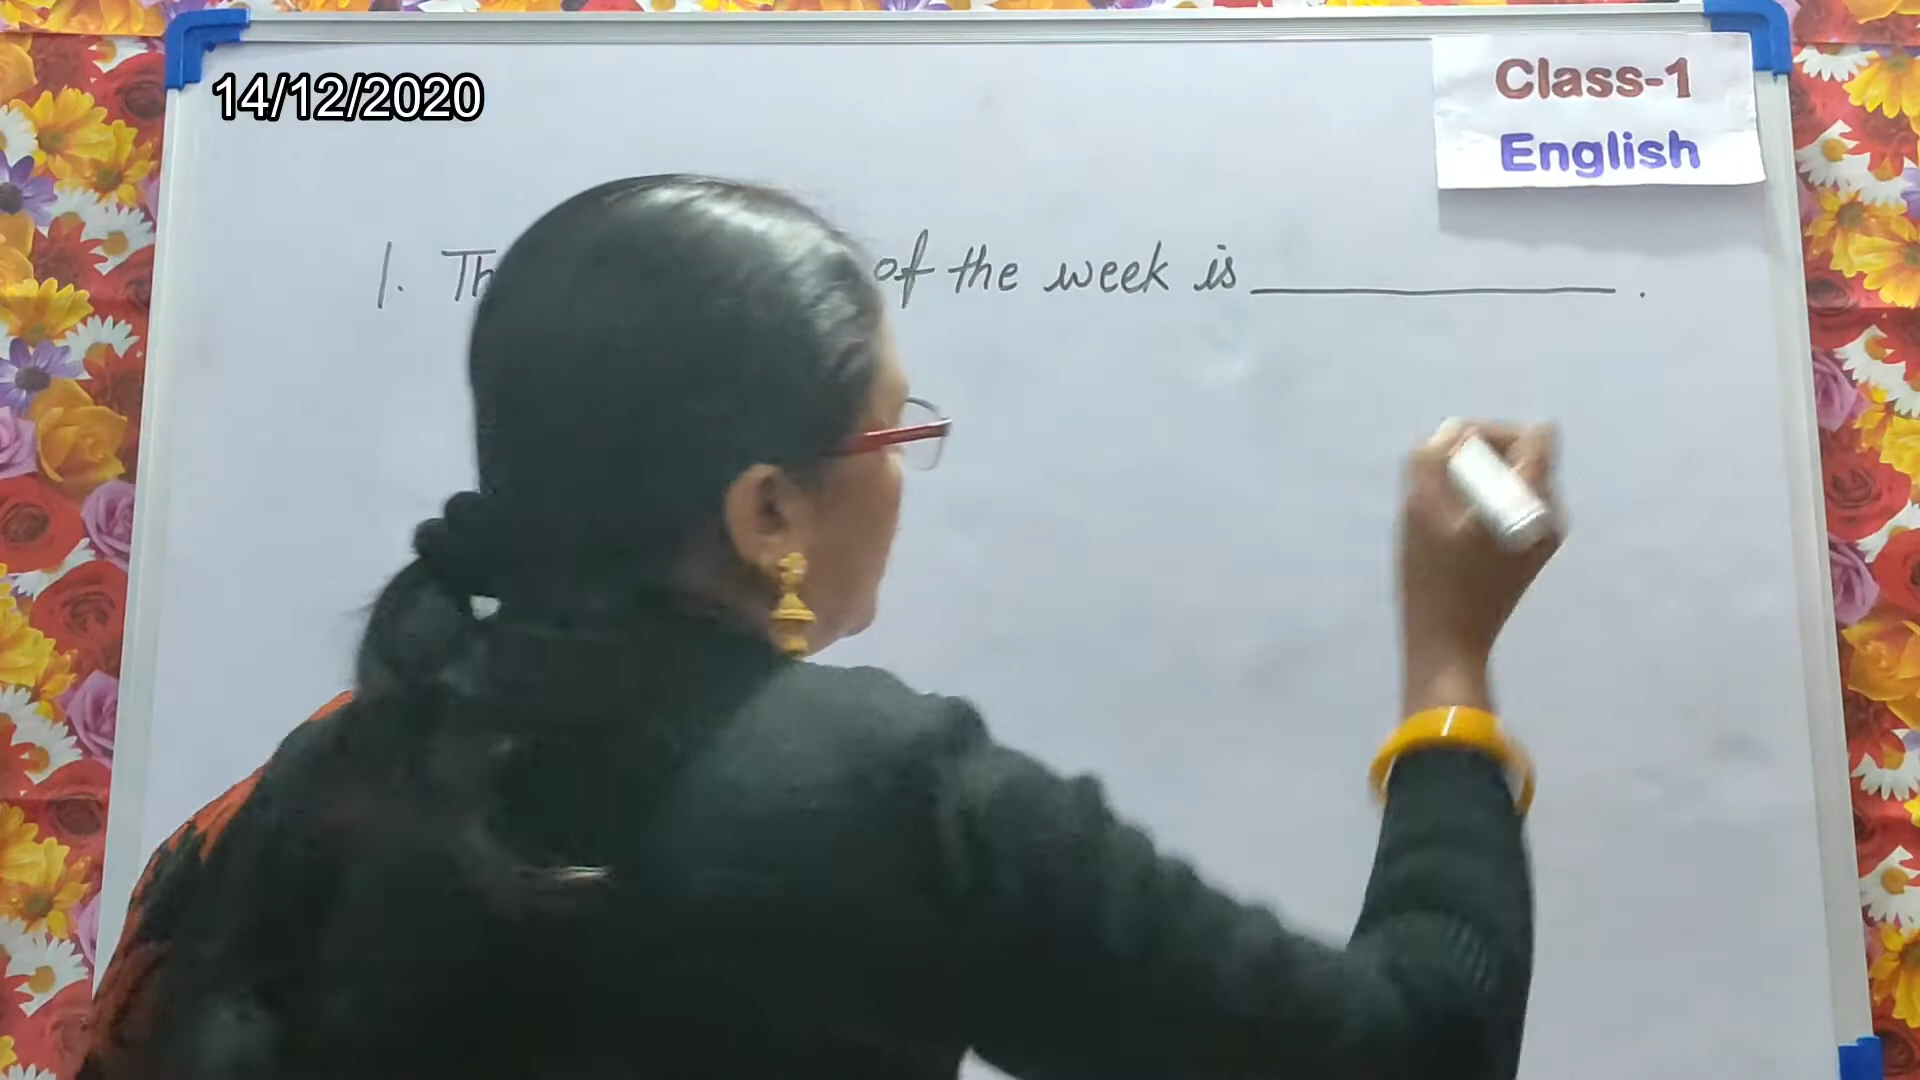 14/12/2020
Class-1
English
1. Th of the week is __________ .